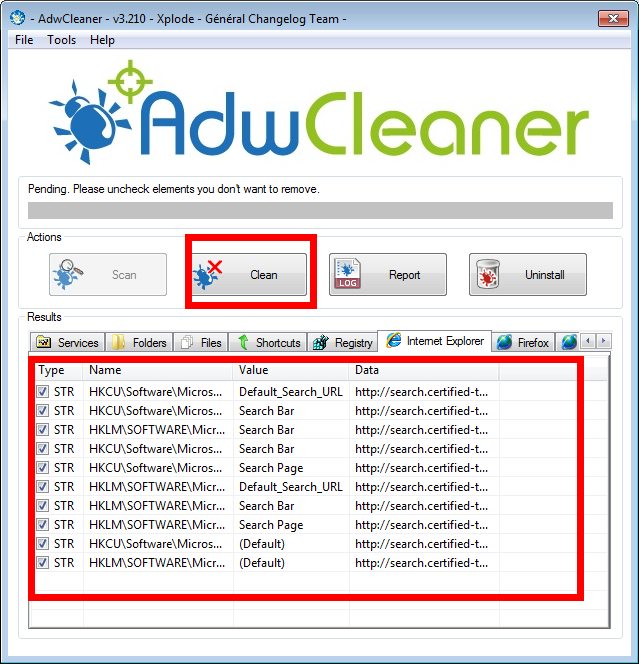 - AdwCleaner - v3.210 - Xplode - Général Changelog Team -
File Tools Help
AdwCleaner
Pending. Please uncheck elements you don't want to remove.
Actions
Scan Clean LOG Report Uninstall
Results
Services Folders Files Shortcuts Registry Internet Explorer Firefox
Type Name Value Data
STR HKCU\Software\Micros... Default_Search_URL http://search.certified-t...
STR HKCU\Software\Micros... Search Bar http://search.certified-t...
STR HKLM\SOFTWARE\Micr... Search Bar http://search.certified-t...
STR HKCU\Software\Micros... Search Bar http://search.certified-t...
STR HKCU\Software\Micros... Search Page http://search.certified-t...
STR HKLM\SOFTWARE\Micr... Default_Search_URL http://search.certified-t...
STR HKLM\SOFTWARE\Micr... Search Bar http://search.certified-t...
STR HKLM\SOFTWARE\Micr... Search Page http://search.certified-t...
STR HKCU\Software\Micros... (Default) http://search.certified-t...
STR HKLM\SOFTWARE\Micr... (Default) http://search.certified-t...